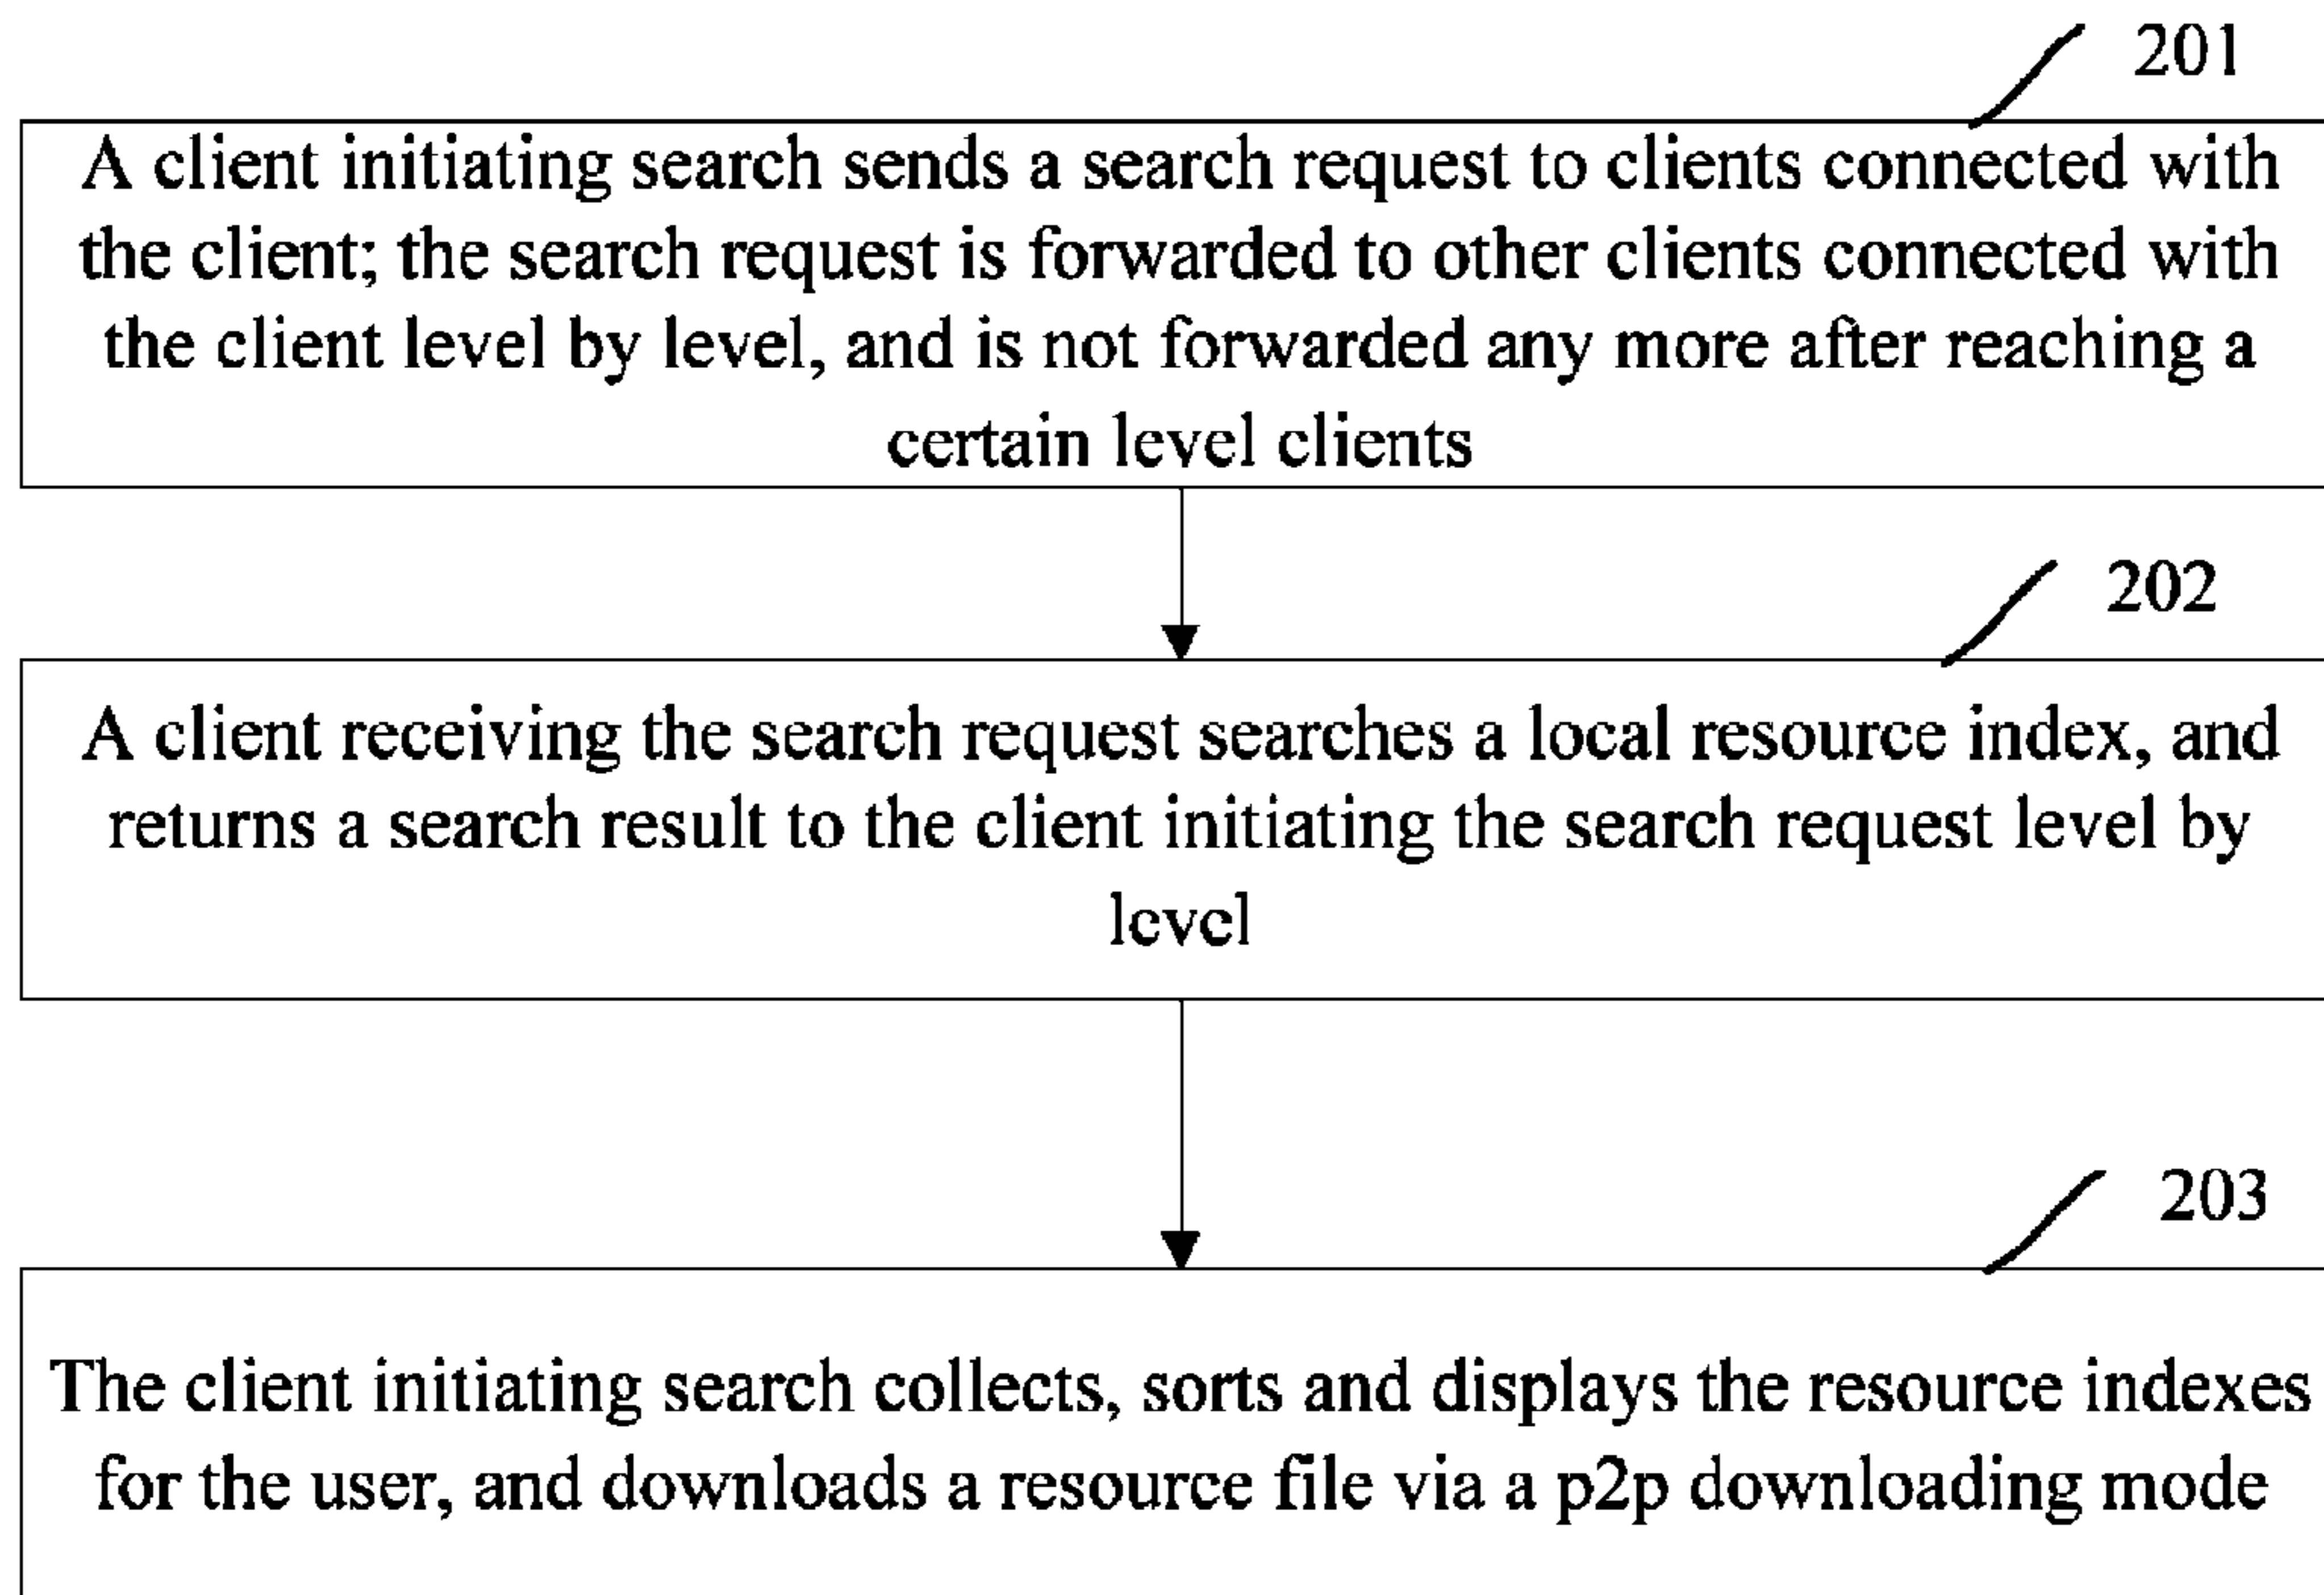 201
A client initiating search sends a search request to clients connected with
the client; the search request is forwarded to other clients connected with
the client level by level, and is not forwarded any more after reaching a
certain level clients
202
A client receiving the search request searches a local resource index, and
returns a search result to the client initiating the search request level by
level
203
The client initiating search collects, sorts and displays the resource indexes
for the user, and downloads a resource file via a p2p downloading mode